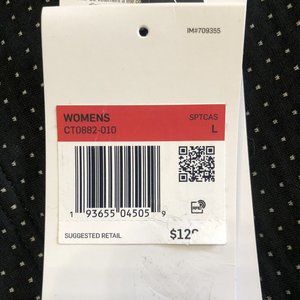 IM#709355
WOMENS SPTCAS
CT0882-010 L
1 93655 04505 9
SUGGESTED RETAIL